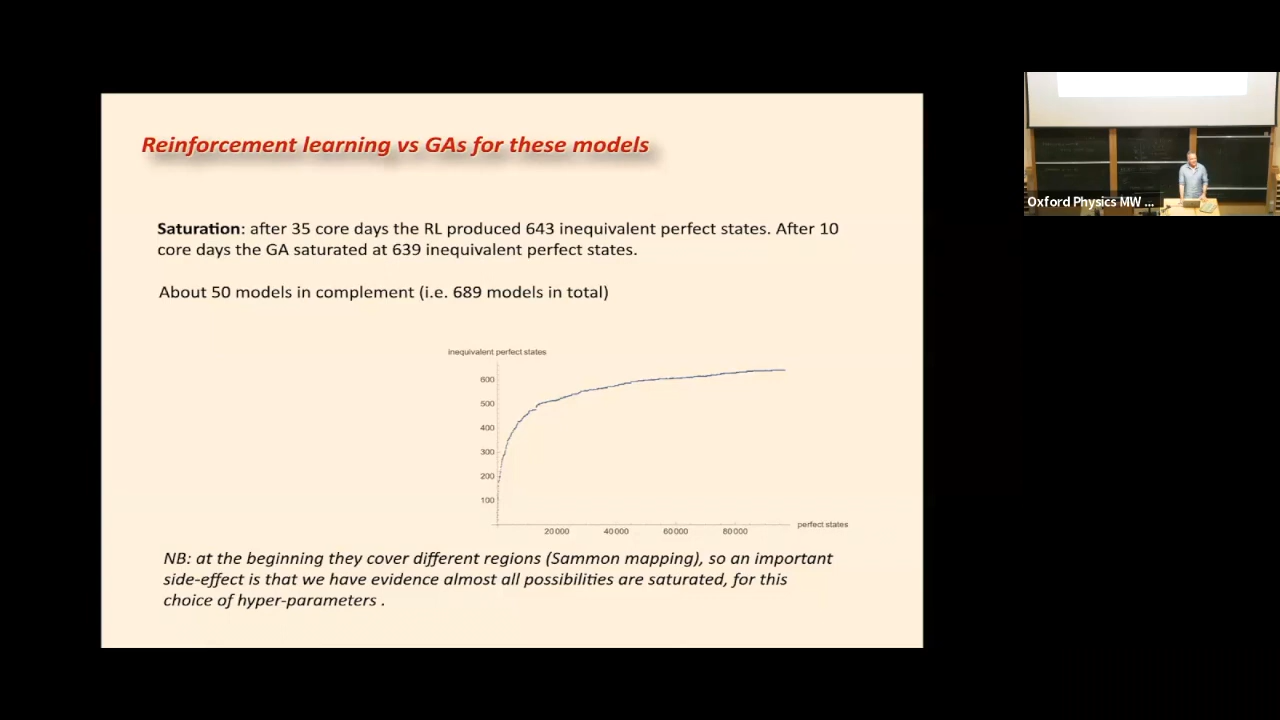 Reinforcement learning vs GAs for these models
Saturation: after 35 core days the RL produced 643 inequivalent perfect states. After 10
core days the GA saturated at 639 inequivalent perfect states.
About 50 models in complement (i.e. 689 models in total)
inequivalent perfect states
600
500
400
300
200
100
20000
40000
60000
80000
perfect states
NB: at the beginning they cover different regions (Sammon mapping), so an important
side-effect is that we have evidence almost all possibilities are saturated, for this
choice of hyper-parameters .
Oxford Physics MW ...